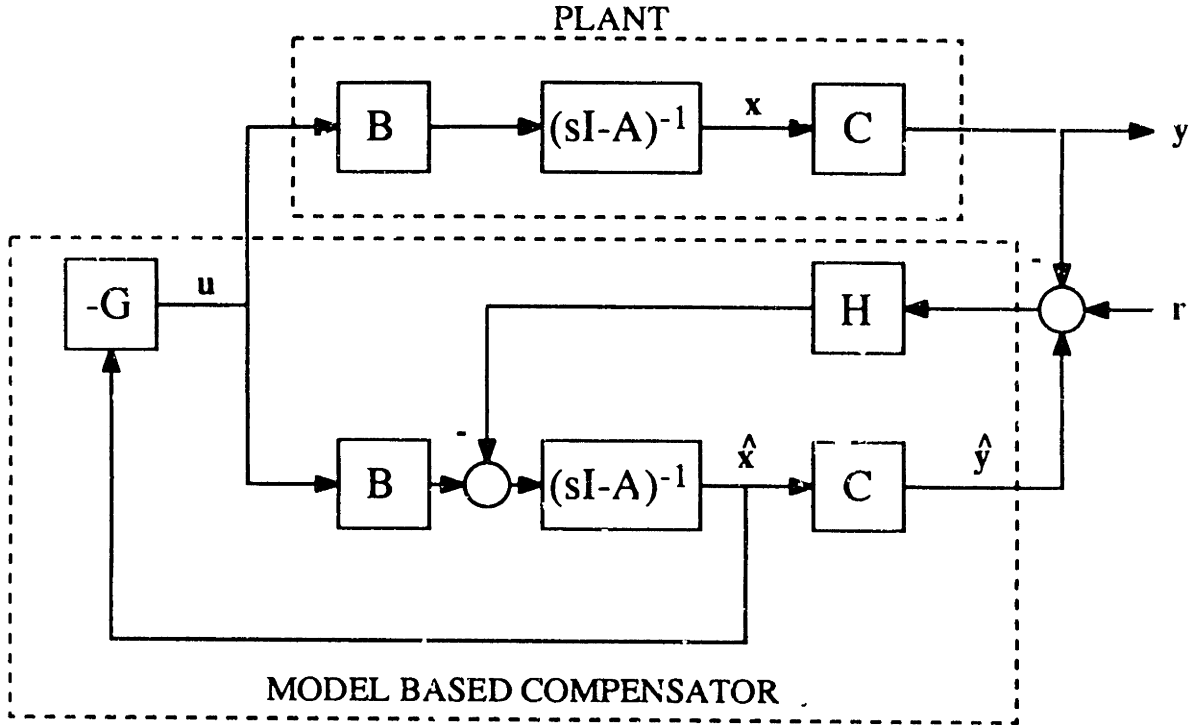 PLANT
B
(sI-A)⁻¹
x
C
y
-G
u
-
H
r
-
B
(sI-A)⁻¹
x̂
C
ŷ
MODEL BASED COMPENSATOR